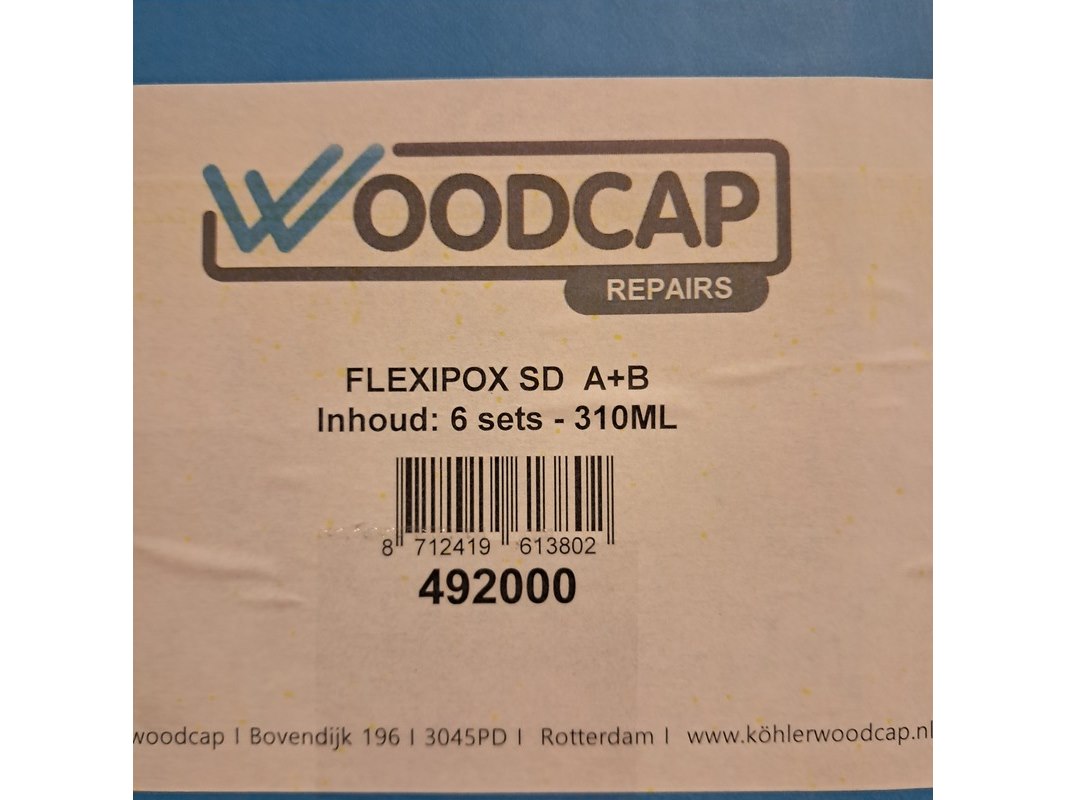 WOODCAP
REPAIRS
FLEXIPOX SD A+B
Inhoud: 6 sets - 310ML
8 712419 613802
492000
woodcap I Bovendijk 196 I 3045PD I Rotterdam I www.köhlerwoodcap.nl